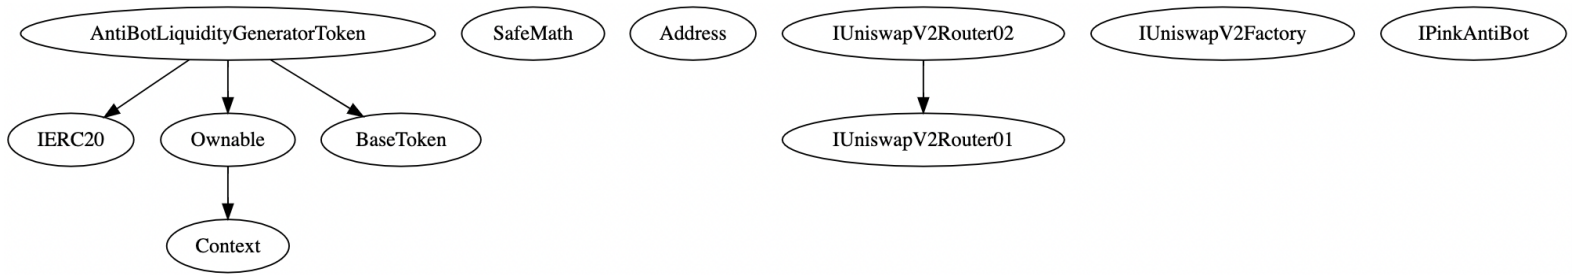 AntiBotLiquidityGeneratorToken
SafeMath
Address
IUniswapV2Router02
IUniswapV2Factory
IPinkAntiBot
IERC20
Ownable
BaseToken
IUniswapV2Router01
Context